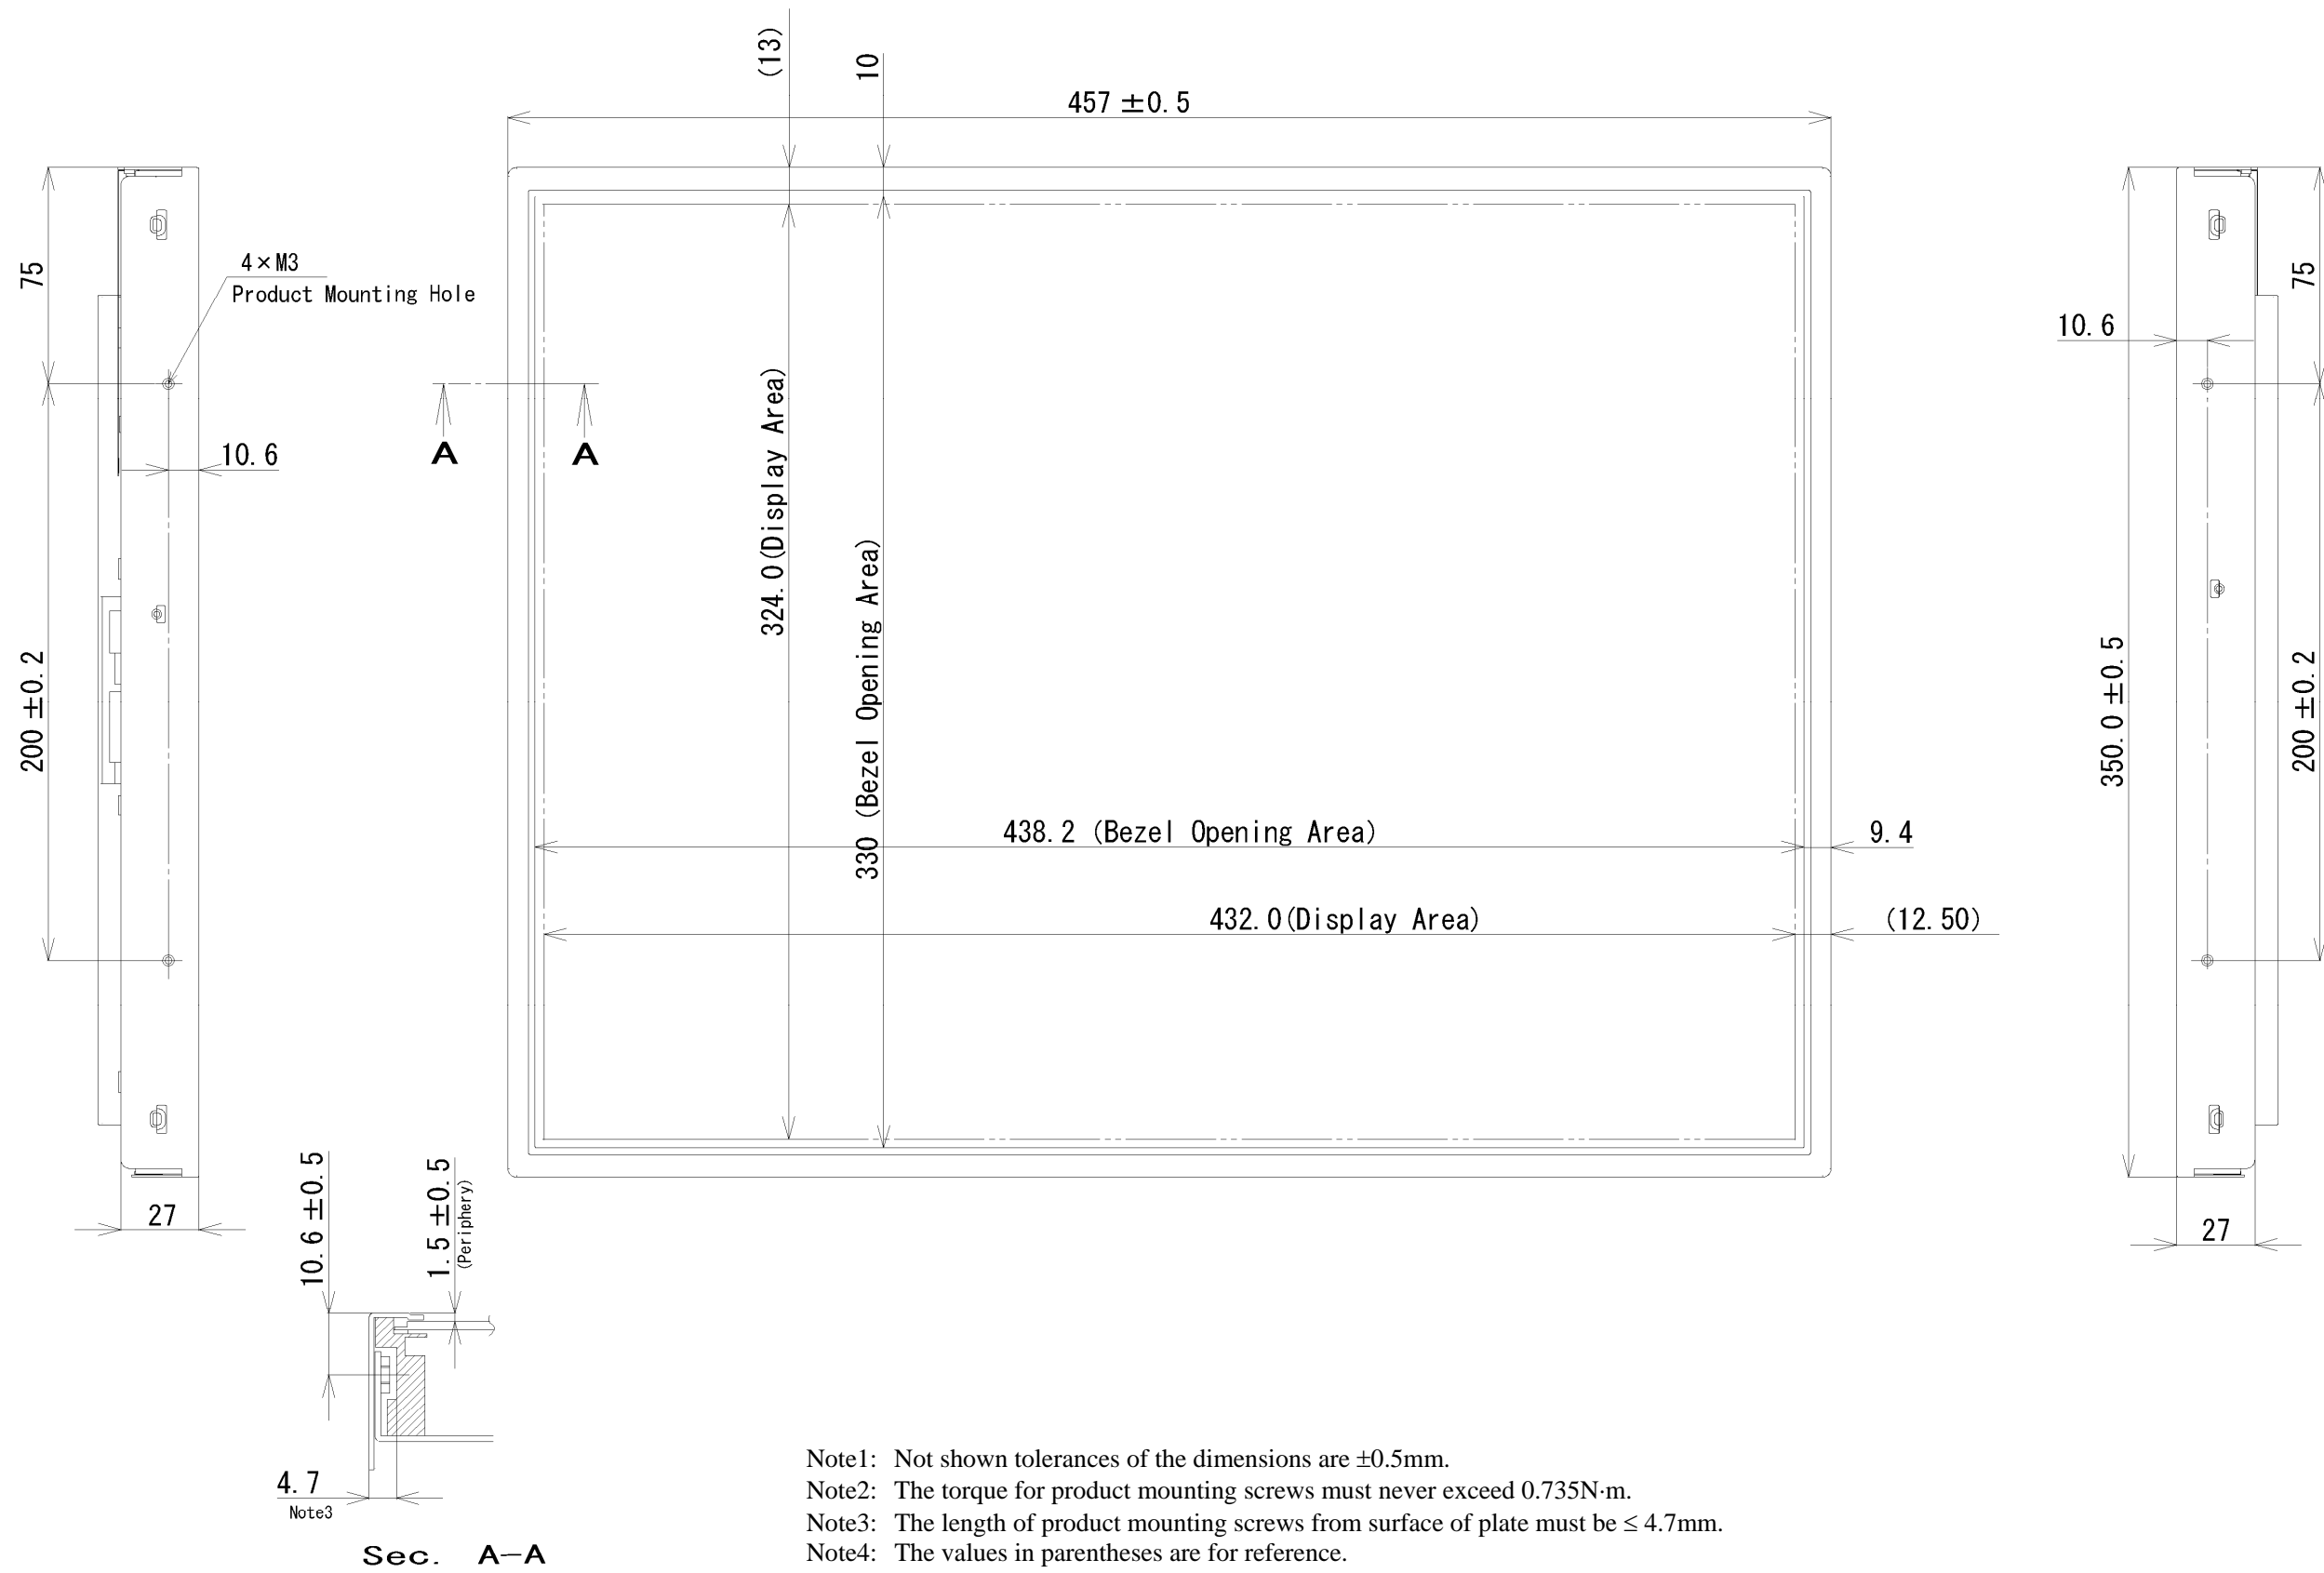 (13)
10
457 ±0.5
75
4×M3
Product Mounting Hole
75
10.6
10.6
A
A
324.0(Display Area)
330 (Bezel Opening Area)
200 ±0.2
350.0 ±0.5
200 ±0.2
438.2 (Bezel Opening Area)
9.4
432.0(Display Area)
(12.50)
27
27
10.6 ±0.5
1.5 ±0.5
(Periphery)
4.7
Note3
Sec. A-A
Note1: Not shown tolerances of the dimensions are ±0.5mm.
Note2: The torque for product mounting screws must never exceed 0.735N·m.
Note3: The length of product mounting screws from surface of plate must be ≤ 4.7mm.
Note4: The values in parentheses are for reference.